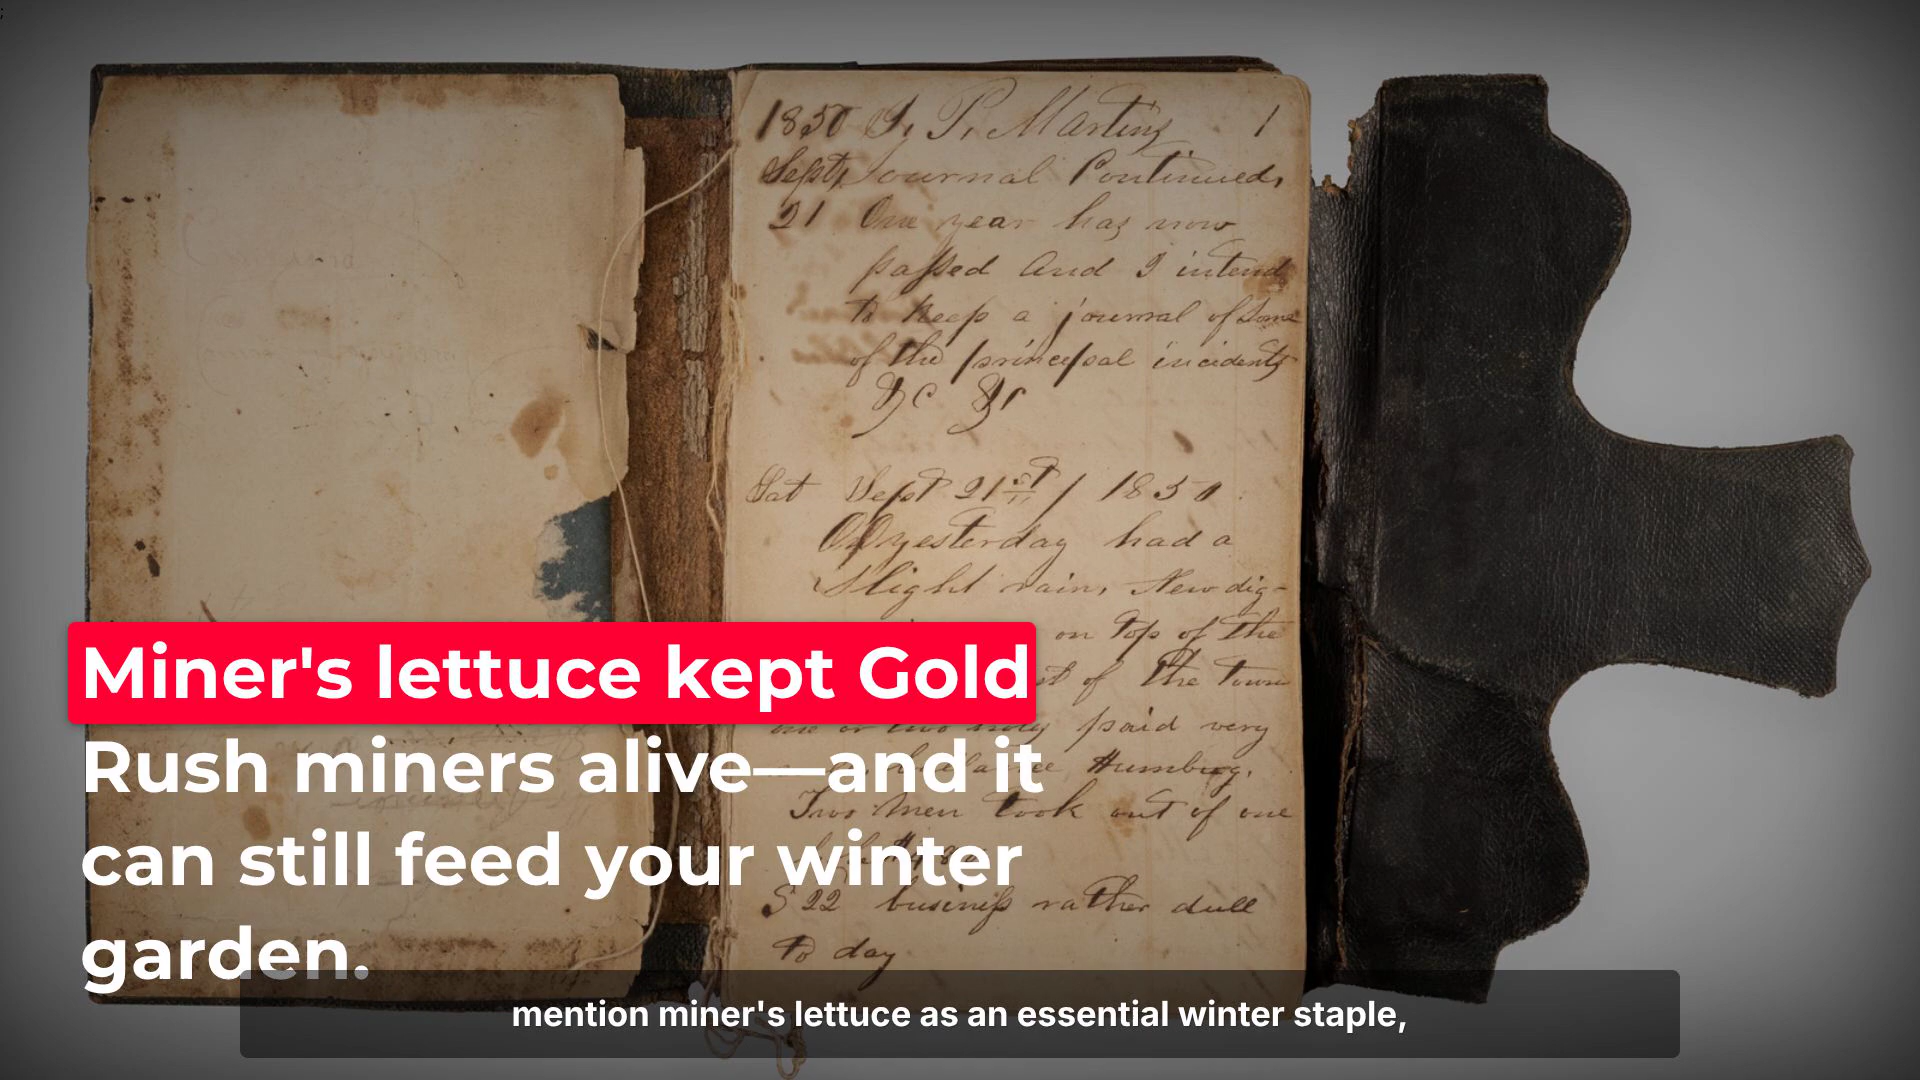 ;
1850 J. P. Martins 1
Sept, Journal Continued,
21 One year has now
passed and I intend
to keep a journal of some
of the principal incidents
&c &c
Sat Sept 21st / 1850.
yesterday had a
slight rain, New dig-
on top of the
of the Town
paid very
Humbug.
Two men took out of one
S 22 business rather dull
to day
Miner's lettuce kept Gold
Rush miners alive—and it
can still feed your winter
garden.
mention miner's lettuce as an essential winter staple,